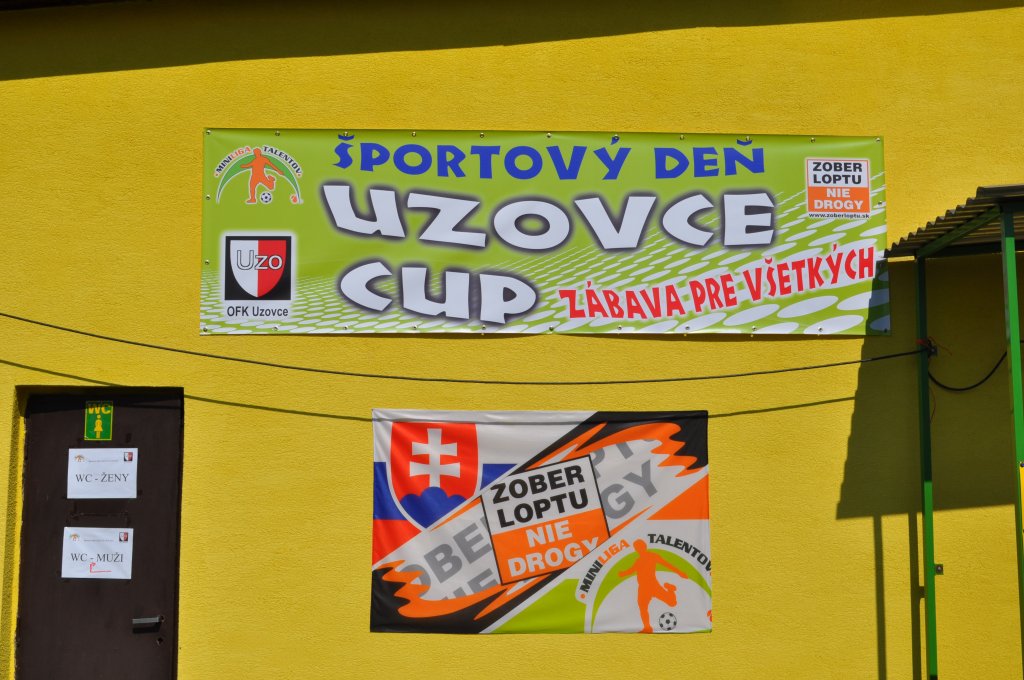 MINILIGA TALENTOV
ŠPORTOVÝ DEŇ
UZOVCE
CUP
ZÁBAVA PRE VŠETKÝCH
ZOBER
LOPTU
NIE
DROGY
www.zoberloptu.sk
UZO
OFK Uzovce
WC
WC - ŽENY
WC - MUŽI
ZOBER
LOPTU
NIE
DROGY
MINILIGA TALENTOV